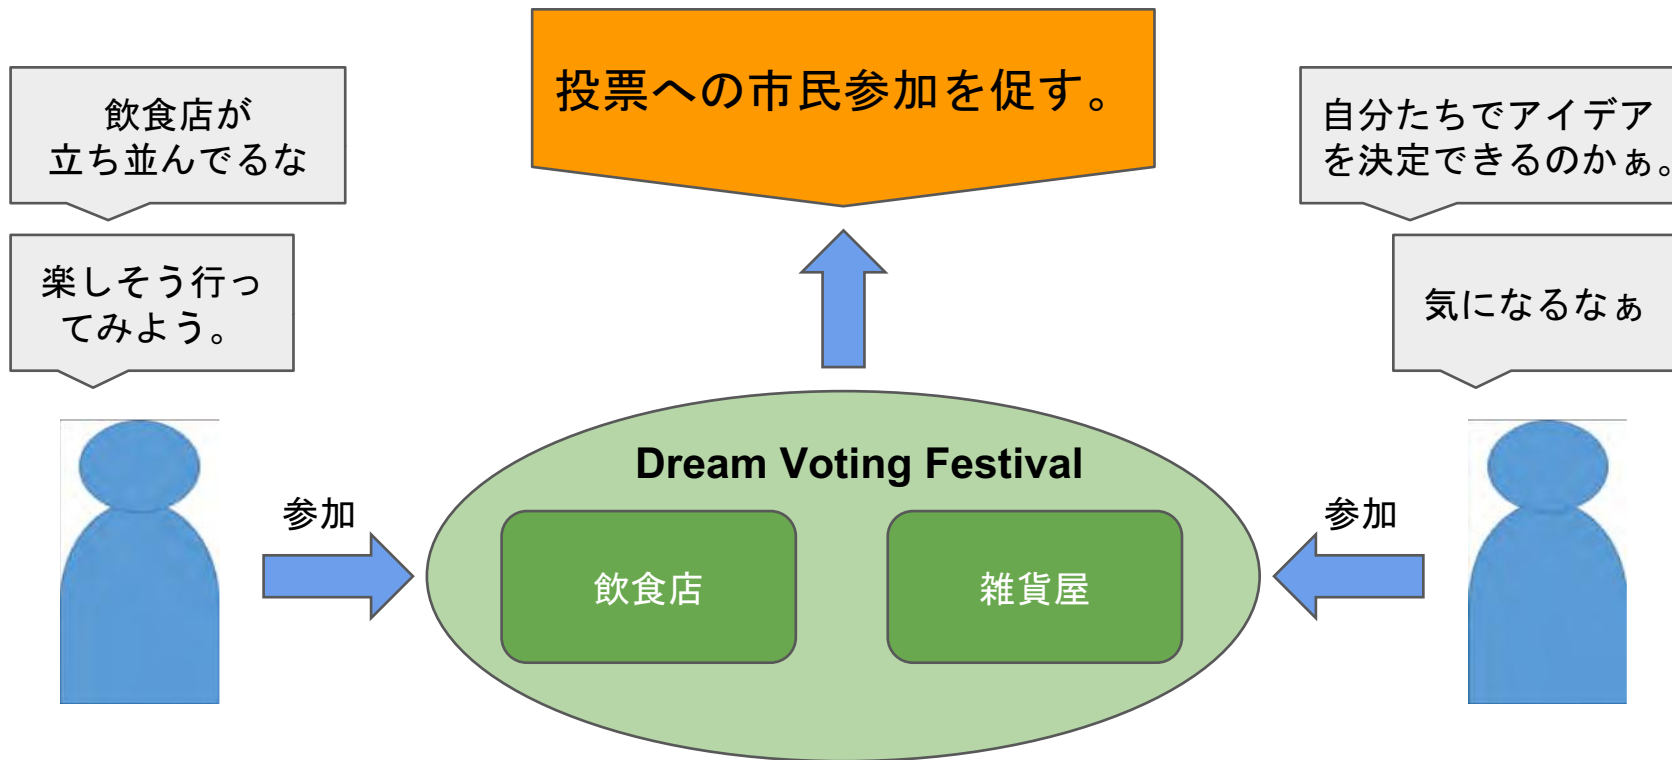 投票への市民参加を促す。
飲食店が
立ち並んでるな
自分たちでアイデア
を決定できるのかぁ。
楽しそう行っ
てみよう。
気になるなぁ
Dream Voting Festival
参加
参加
飲食店
雑貨屋